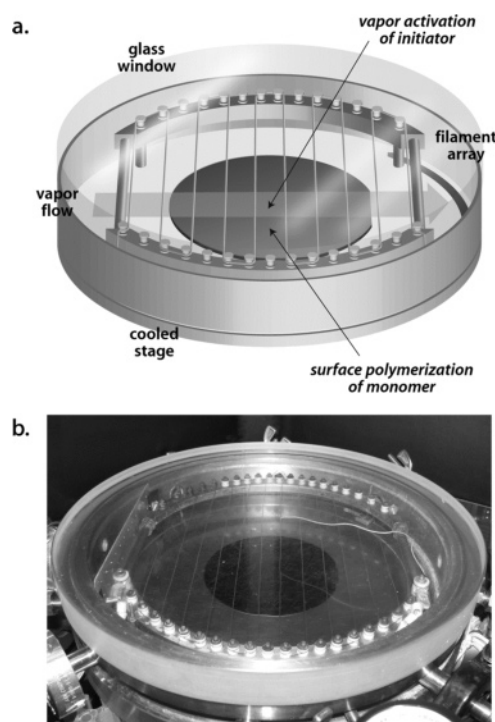 a.
vapor activation
of initiator
glass
window
filament
array
vapor
flow
cooled
stage
surface polymerization
of monomer
b.